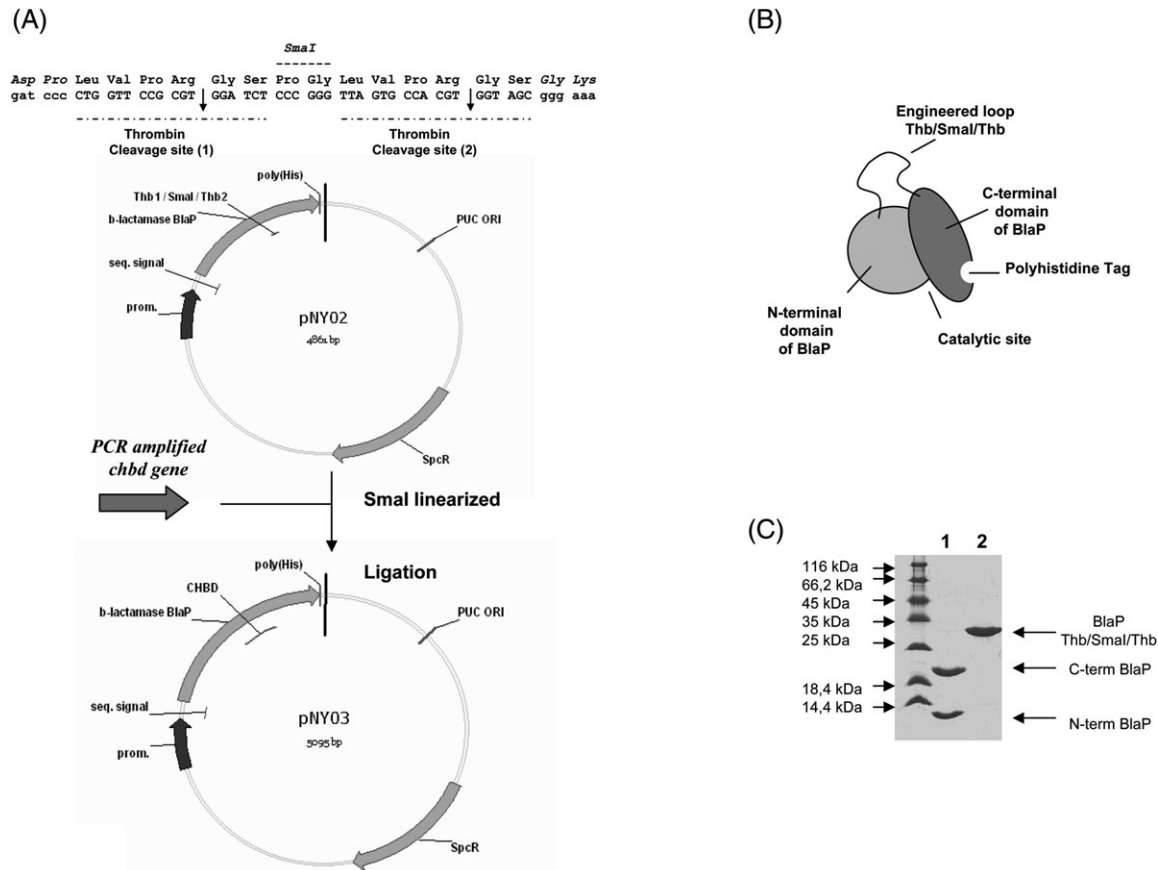 (A)
SmaI
Asp Pro Leu Val Pro Arg Gly Ser Pro Gly Leu Val Pro Arg Gly Ser Gly Lys
gat ccc CTG GTT CCG CGT GGA TCT CCC GGG TTA GTG CCA CGT GGT AGC ggg aaa
Thrombin
Cleavage site (1)
Thrombin
Cleavage site (2)
poly(His)
Thb1 / SmaI / Thb2
b-lactamase BlaP
PUC ORI
seq. signal
prom.
pNY02
4861 bp
SpcR
PCR amplified
chbd gene
SmaI linearized
Ligation
poly(His)
CHBD
b-lactamase BlaP
PUC ORI
seq. signal
prom.
pNY03
5095 bp
SpcR
(B)
Engineered loop
Thb/SmaI/Thb
C-terminal
domain
of BlaP
Polyhistidine Tag
N-terminal
domain
of BlaP
Catalytic site
(C)
1 2
116 kDa
66,2 kDa
45 kDa
35 kDa
25 kDa
18,4 kDa
14,4 kDa
BlaP
Thb/SmaI/Thb
C-term BlaP
N-term BlaP